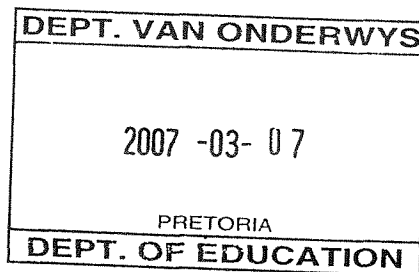 DEPT. VAN ONDERWYS
2007 -03- 07
PRETORIA
DEPT. OF EDUCATION